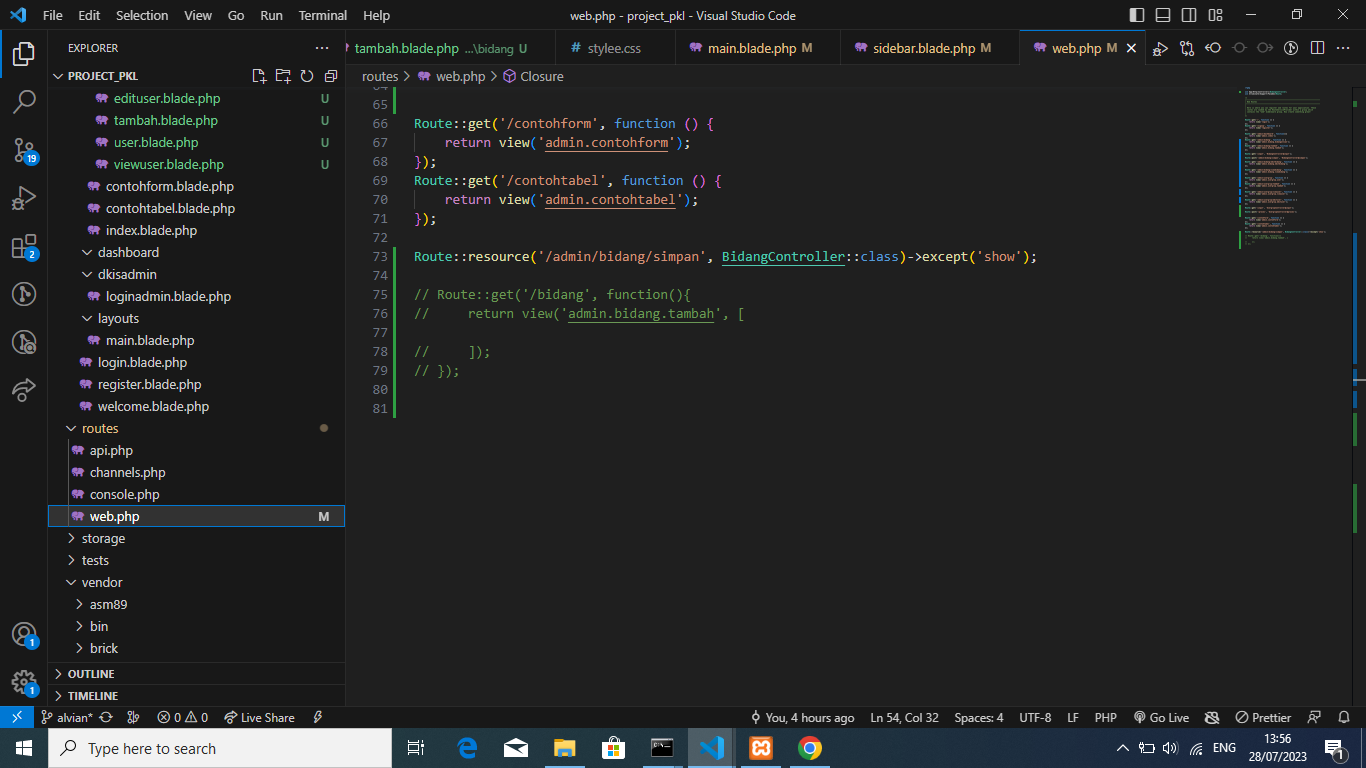 File Edit Selection View Go Run Terminal Help
web.php - project_pkl - Visual Studio Code
EXPLORER
PROJECT_PKL
edituser.blade.php U
tambah.blade.php U
user.blade.php U
viewuser.blade.php U
contohform.blade.php
contohtabel.blade.php
index.blade.php
dashboard
dkisadmin
loginadmin.blade.php
layouts
main.blade.php
login.blade.php
register.blade.php
welcome.blade.php
routes
api.php
channels.php
console.php
web.php M
storage
tests
vendor
asm89
bin
brick
OUTLINE
TIMELINE
19
2
1
1
tambah.blade.php ...\bidang U
# stylee.css
main.blade.php M
sidebar.blade.php M
web.php M
routes > web.php > Closure
64
65
66 Route::get('/contohform', function () {
67 return view('admin.contohform');
68 });
69 Route::get('/contohtabel', function () {
70 return view('admin.contohtabel');
71 });
72
73 Route::resource('/admin/bidang/simpan', BidangController::class)->except('show');
74
75 // Route::get('/bidang', function(){
76 // return view('admin.bidang.tambah', [
77
78 // ]);
79 // });
80
81
alvian* 0 0 Live Share
You, 4 hours ago Ln 54, Col 32 Spaces: 4 UTF-8 LF PHP Go Live Prettier
Type here to search
ENG
13:56
28/07/2023
1